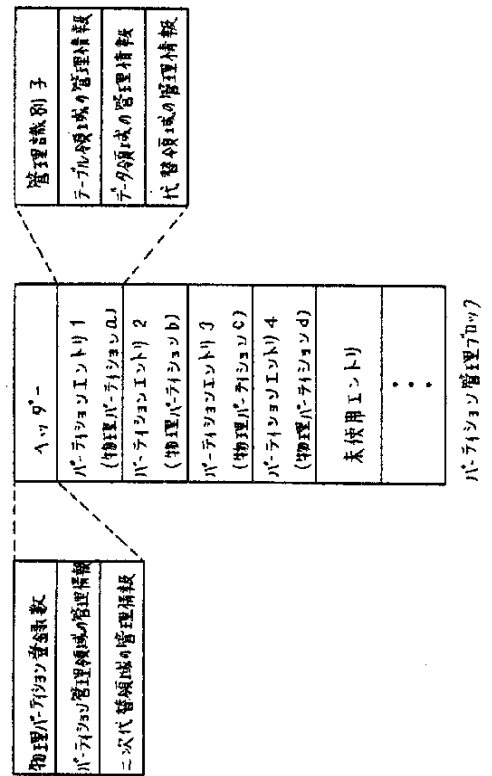 物理パーティション登録数
パーティション管理領域の管理情報
二次代替領域の管理情報
ヘッダー
パーティションエントリ1
(物理パーティションa)
パーティションエントリ2
(物理パーティションb)
パーティションエントリ3
(物理パーティションC)
パーティションエントリ4
(物理パーティションd)
未使用エントリ
・・・
パーティション管理ブロック
管理識別子
テーブル領域の管理情報
データ領域の管理情報
代替領域の管理情報